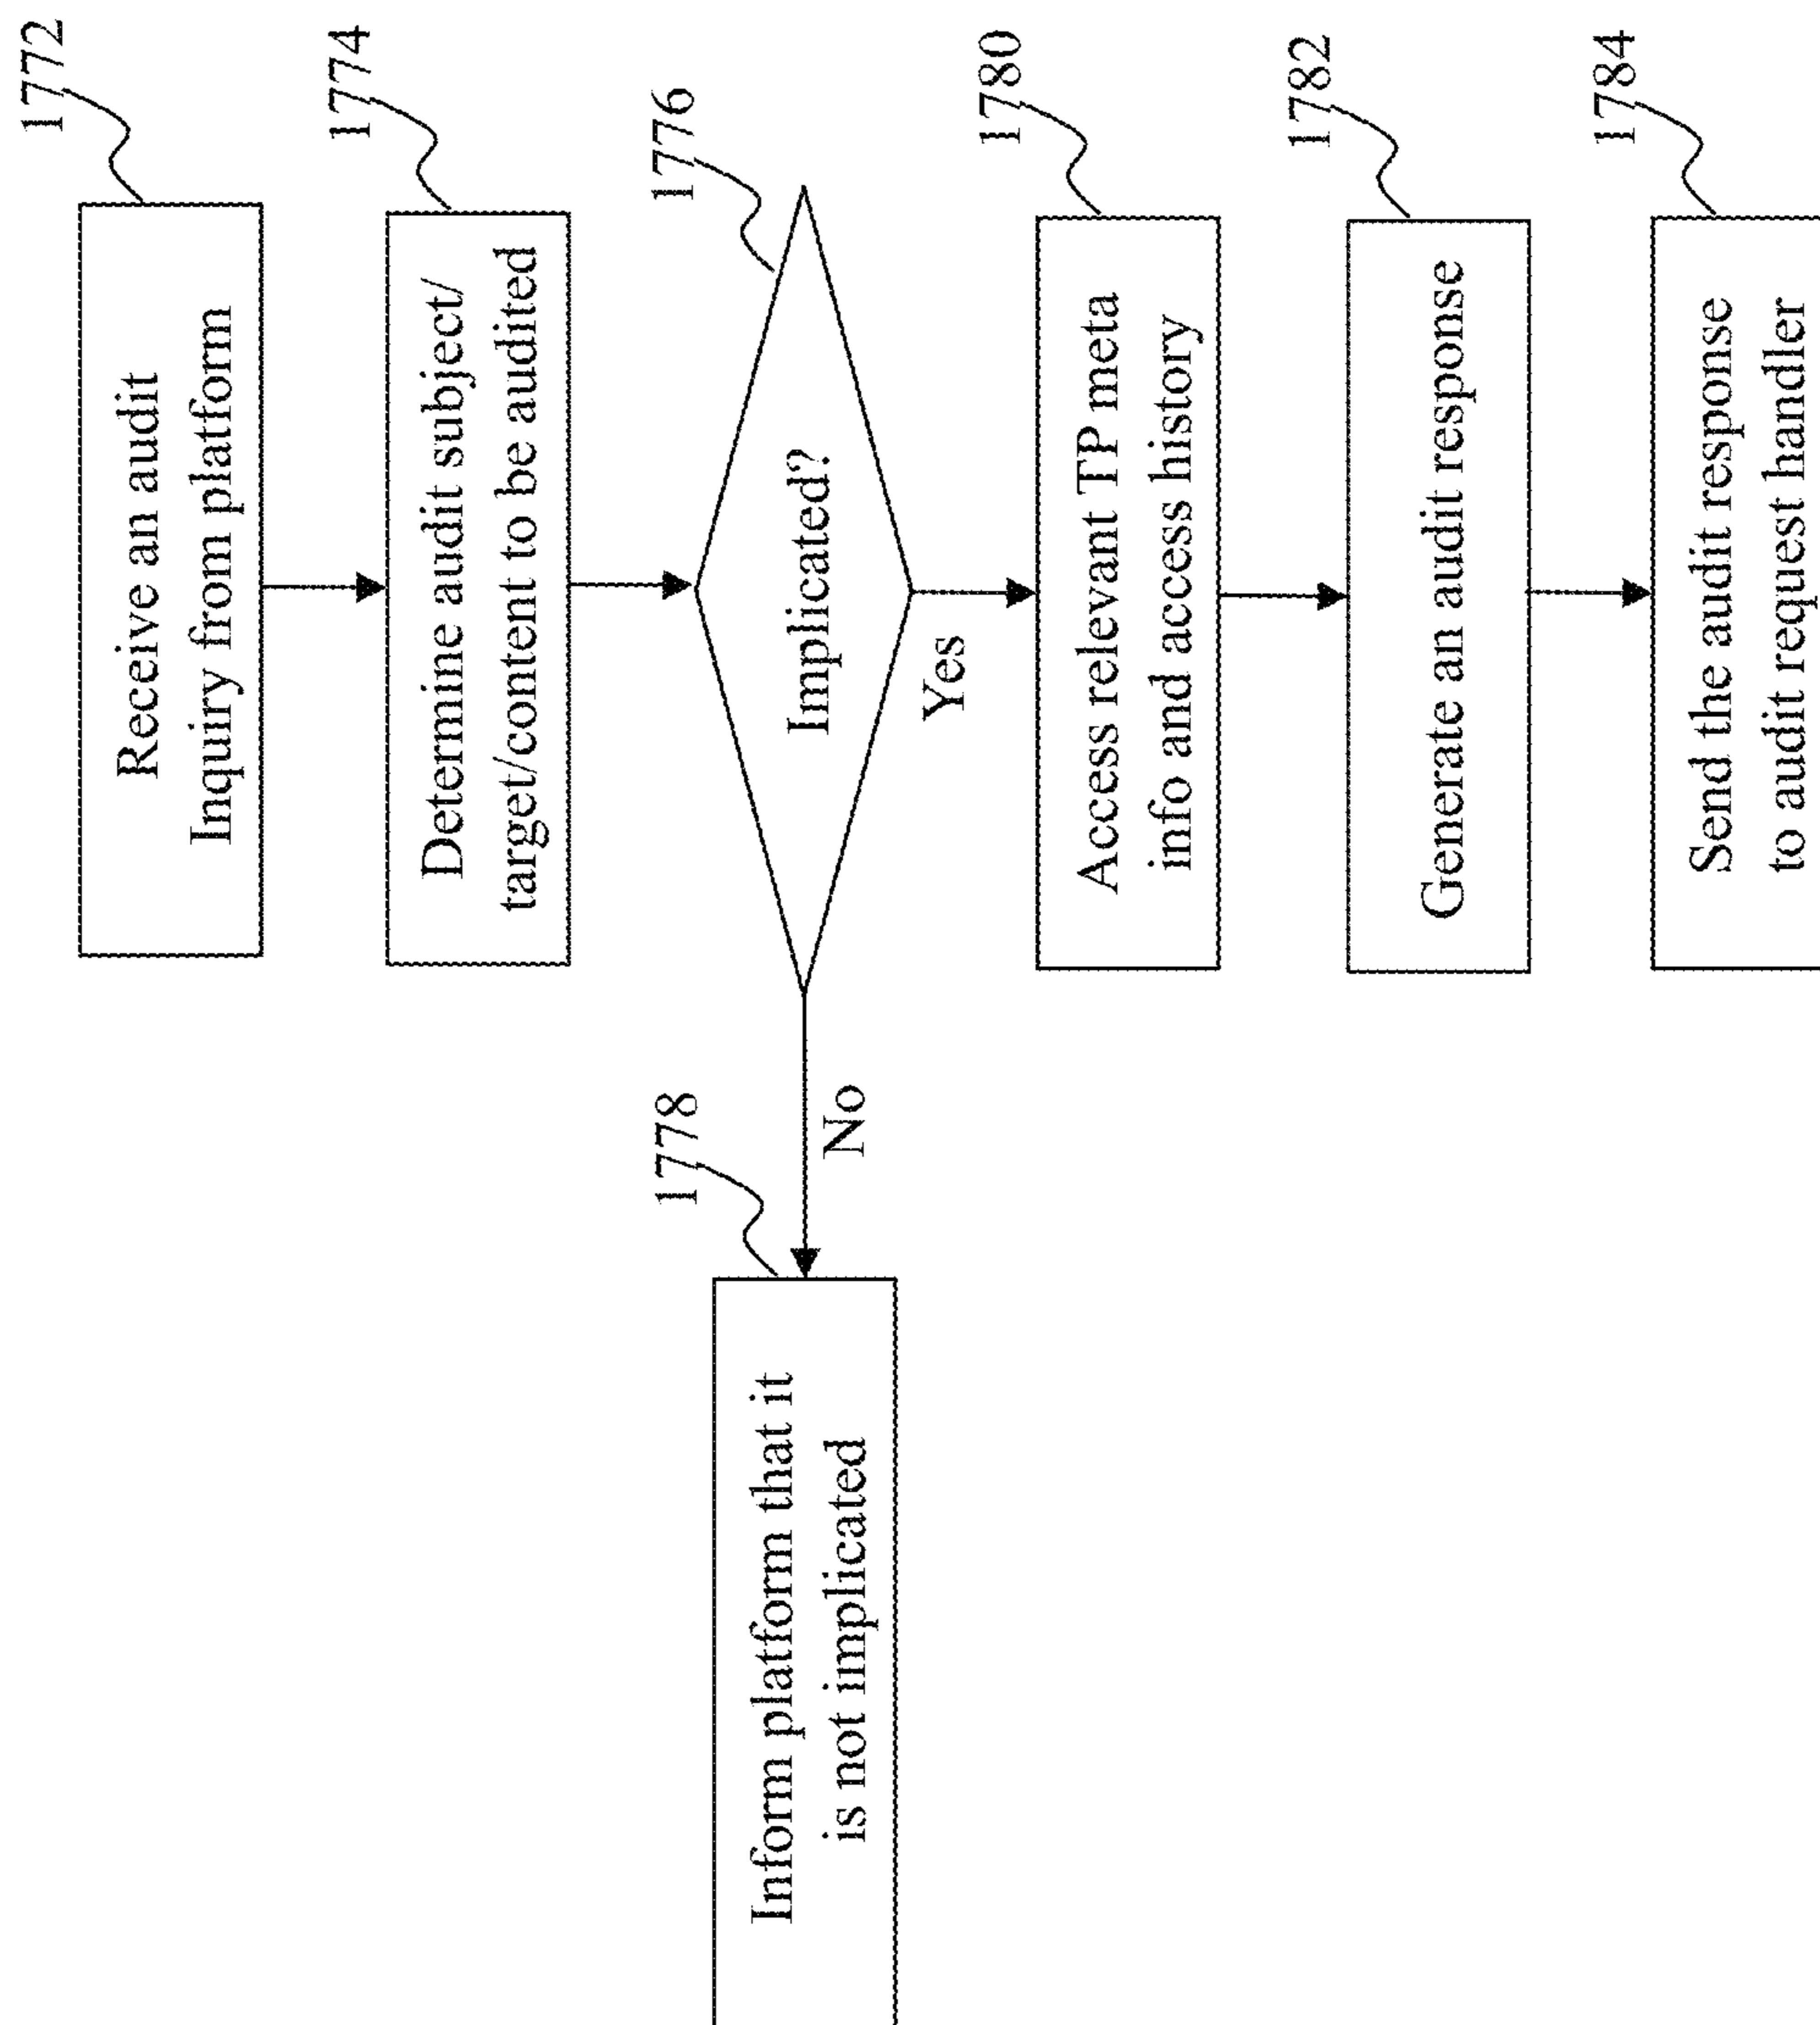 1772
Receive an audit
Inquiry from platform
1774
Determine audit subject/
target/content to be audited
1776
Implicated?
No
Yes
1778
Inform platform that it
is not implicated
1780
Access relevant TP meta
info and access history
1782
Generate an audit response
1784
Send the audit response
to audit request handler